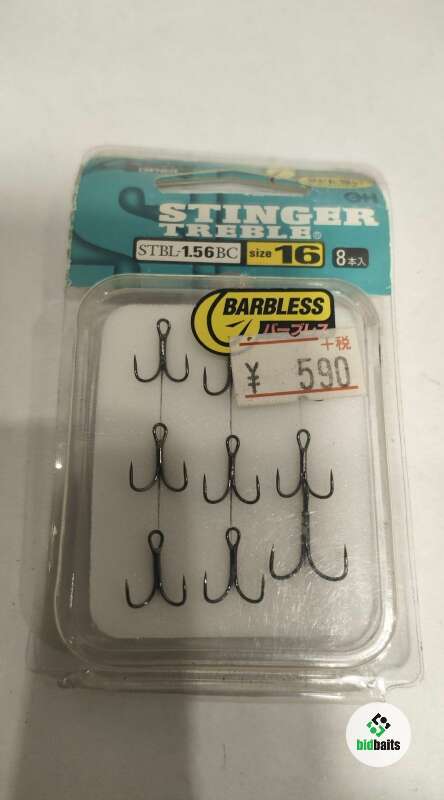 STINGER
TREBLE®
STBL-1.56BC size 16 8本入
BARBLESS
バーブレス
+税
¥ 590
bidbaits